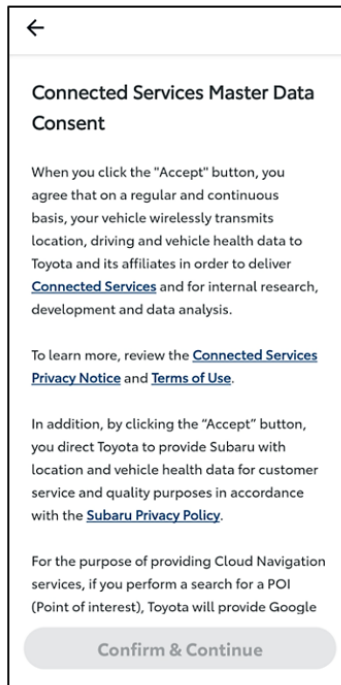 Connected Services Master Data
Consent
When you click the "Accept" button, you
agree that on a regular and continuous
basis, your vehicle wirelessly transmits
location, driving and vehicle health data to
Toyota and its affiliates in order to deliver
Connected Services and for internal research,
development and data analysis.
To learn more, review the Connected Services
Privacy Notice and Terms of Use.
In addition, by clicking the “Accept” button,
you direct Toyota to provide Subaru with
location and vehicle health data for customer
service and quality purposes in accordance
with the Subaru Privacy Policy.
For the purpose of providing Cloud Navigation
services, if you perform a search for a POI
(Point of interest), Toyota will provide Google
Confirm & Continue